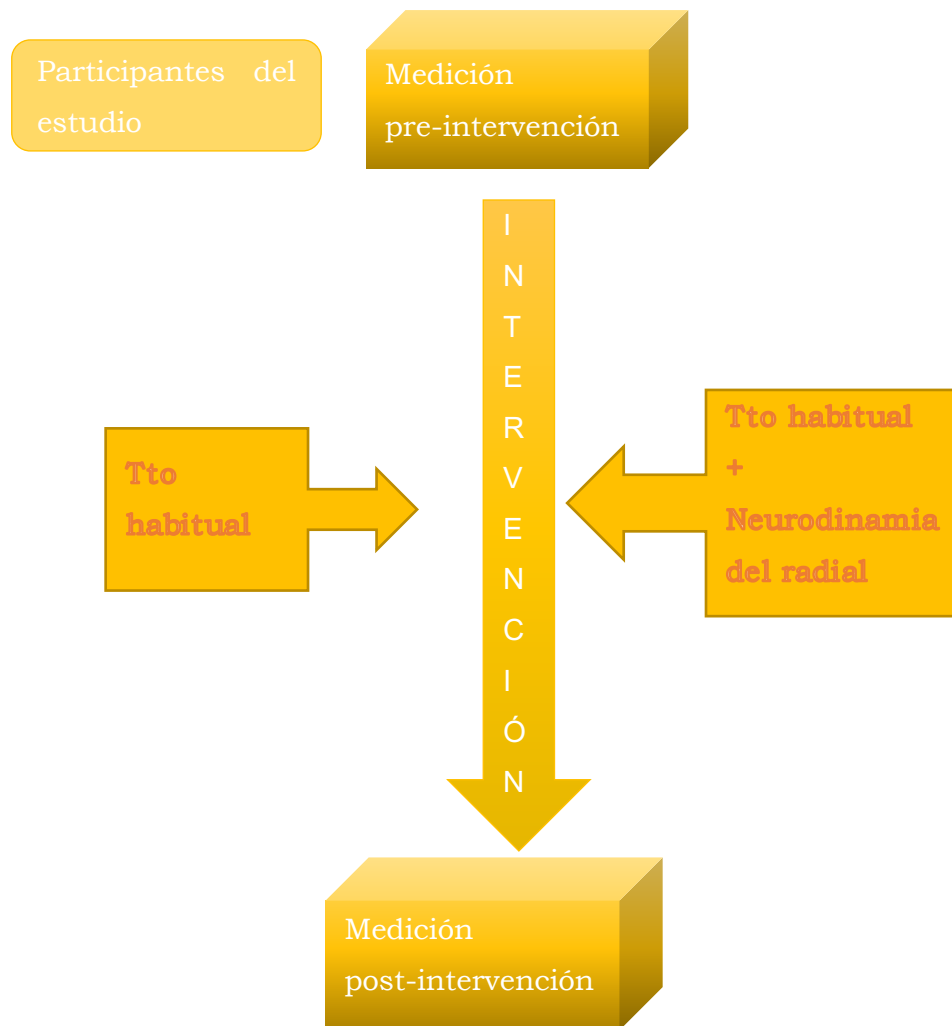 Participantes del
estudio
Medición
pre-intervención
I
N
T
E
R
V
E
N
C
I
Ó
N
Tto
habitual
Tto habitual
+
Neurodinamia
del radial
Medición
post-intervención